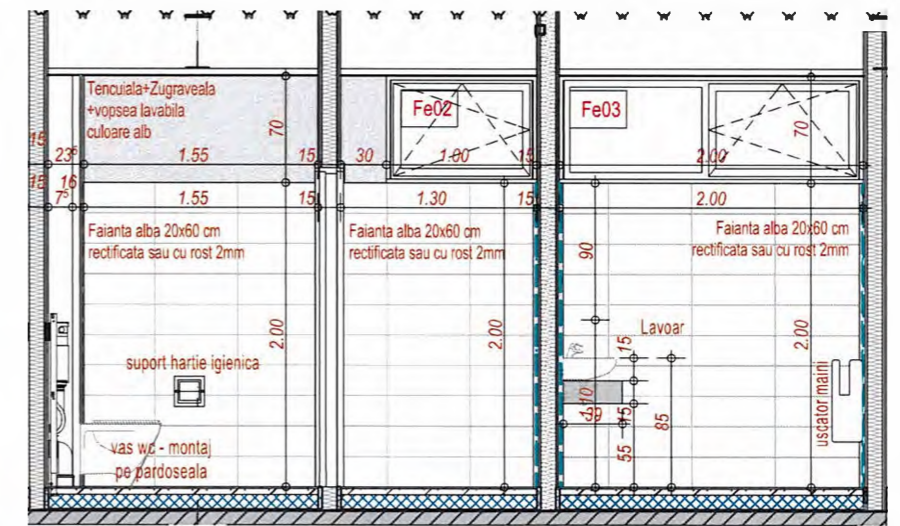 Tencuiala+Zugraveala
+vopsea lavabila
culoare alb
70
Fe02
Fe03
70
15
23⁵
1.55
15
30
1.00
15
2.00
15
16
7⁵
1.55
15
1.30
15
2.00
Faianta alba 20x60 cm
rectificata sau cu rost 2mm
Faianta alba 20x60 cm
rectificata sau cu rost 2mm
Faianta alba 20x60 cm
rectificata sau cu rost 2mm
90
2.00
2.00
2.00
Lavoar
15
suport hartie igienica
10
39
15
85
55
uscator maini
vas wc - montaj
pe pardoseala